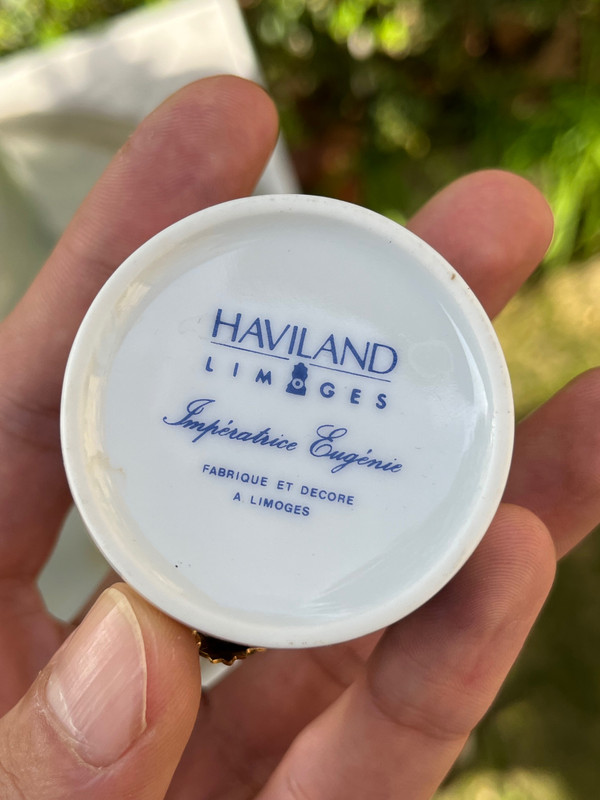 HAVILAND
LIMOGES
Impératrice Eugénie
FABRIQUE ET DECORE
A LIMOGES